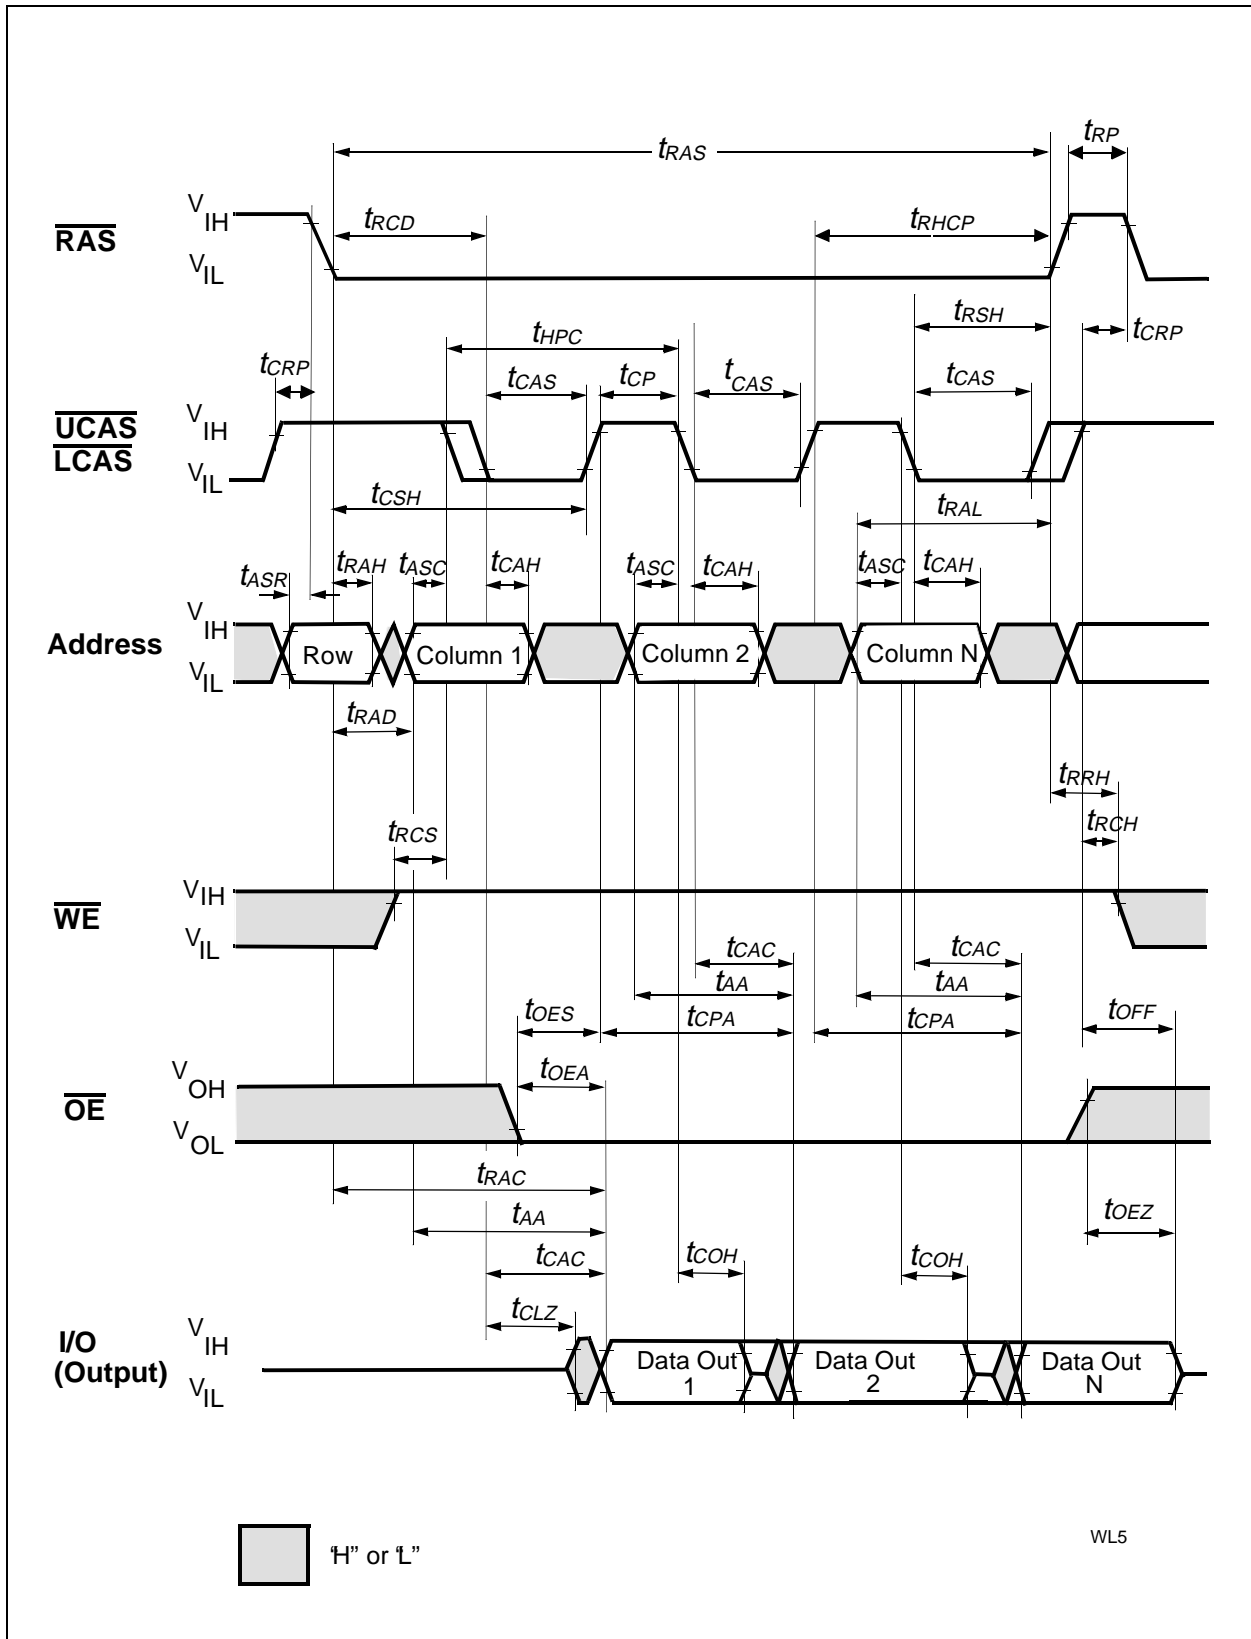 tRAS
tRP
VIH
RAS
VIL
tRCD
tRHCP
tRSH
tCRP
tHPC
tCRP
tCAS
tCP
tCAS
tCAS
VIH
UCAS
LCAS
VIL
tCSH
tRAL
tASR
tRAH
tASC
tCAH
tASC
tCAH
tASC
tCAH
VIH
Address
VIL
Row
Column 1
Column 2
Column N
tRAD
tRRH
tRCS
tRCH
VIH
WE
VIL
tCAC
tCAC
tAA
tAA
tOES
tCPA
tCPA
tOFF
tOEA
VOH
OE
VOL
tRAC
tAA
tOEZ
tCAC
tCOH
tCOH
tCLZ
VIH
I/O
(Output)
VIL
Data Out
1
Data Out
2
Data Out
N
"H" or "L"
WL5